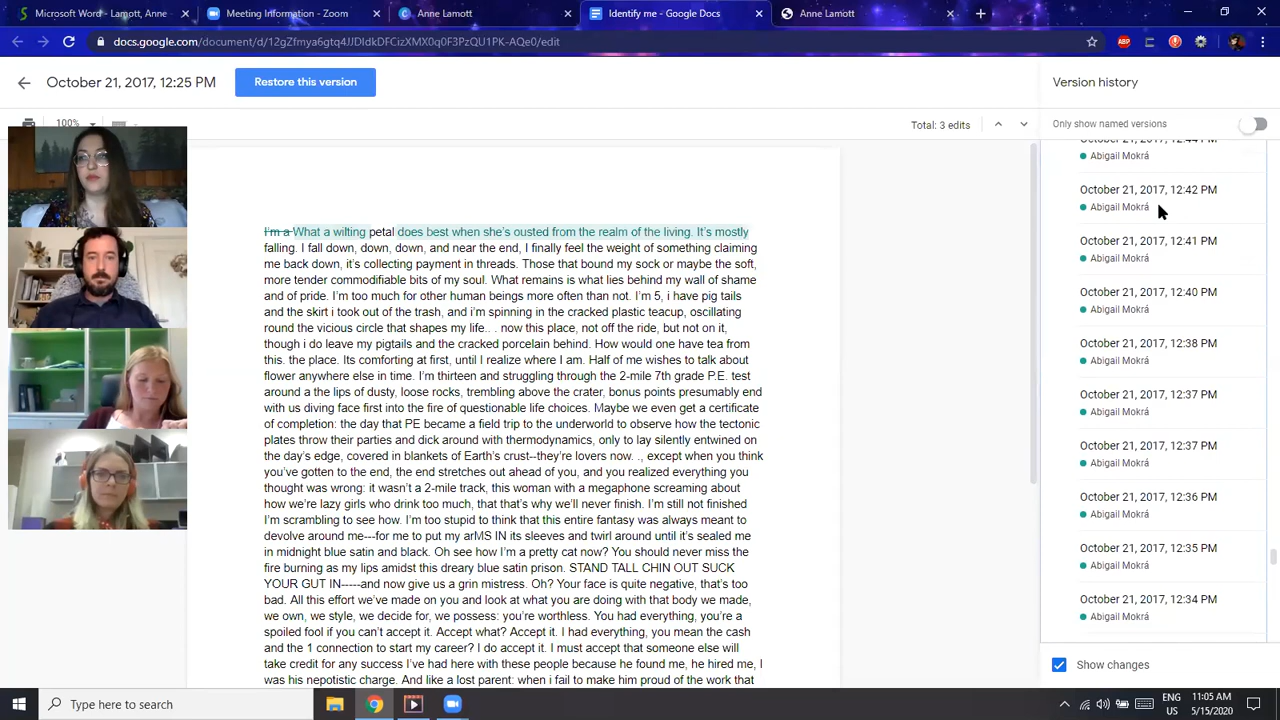 Microsoft Word - Lamott, Anne -
Meeting Information - Zoom
Anne Lamott
Identify me - Google Docs
Anne Lamott
docs.google.com/document/d/12gZfmya6gtq4JJDIdkDFCizXMX0q0F3PzQU1PK-AQe0/edit
October 21, 2017, 12:25 PM
Restore this version
Version history
100%
Total: 3 edits
Only show named versions
I'm a What a wilting petal does best when she's ousted from the realm of the living. It's mostly
falling. I fall down, down, down, and near the end, I finally feel the weight of something claiming
me back down, it's collecting payment in threads. Those that bound my sock or maybe the soft,
more tender commodifiable bits of my soul. What remains is what lies behind my wall of shame
and of pride. I'm too much for other human beings more often than not. I'm 5, i have pig tails
and the skirt i took out of the trash, and i'm spinning in the cracked plastic teacup, oscillating
round the vicious circle that shapes my life.. . now this place, not off the ride, but not on it,
though i do leave my pigtails and the cracked porcelain behind. How would one have tea from
this. the place. Its comforting at first, until I realize where I am. Half of me wishes to talk about
flower anywhere else in time. I'm thirteen and struggling through the 2-mile 7th grade P.E. test
around a the lips of dusty, loose rocks, trembling above the crater, bonus points presumably end
with us diving face first into the fire of questionable life choices. Maybe we even get a certificate
of completion: the day that PE became a field trip to the underworld to observe how the tectonic
plates throw their parties and dick around with thermodynamics, only to lay silently entwined on
the day's edge, covered in blankets of Earth's crust--they're lovers now. ., except when you think
you've gotten to the end, the end stretches out ahead of you, and you realized everything you
thought was wrong: it wasn't a 2-mile track, this woman with a megaphone screaming about
how we're lazy girls who drink too much, that that's why we'll never finish. I'm still not finished
I'm scrambling to see how. I'm too stupid to think that this entire fantasy was always meant to
devolve around me---for me to put my arMS IN its sleeves and twirl around until it's sealed me
in midnight blue satin and black. Oh see how I'm a pretty cat now? You should never miss the
fire burning as my lips amidst this dreary blue satin prison. STAND TALL CHIN OUT SUCK
YOUR GUT IN-----and now give us a grin mistress. Oh? Your face is quite negative, that's too
bad. All this effort we've made on you and look at what you are doing with that body we made,
we own, we style, we decide for, we possess: you're worthless. You had everything, you're a
spoiled fool if you can't accept it. Accept what? Accept it. I had everything, you mean the cash
and the 1 connection to start my career? I do accept it. I must accept that someone else will
take credit for any success I've had here with these people because he found me, he hired me, I
was his nepotistic charge. And like a lost parent: when i fail to make him proud of the work that
October 21, 2017, 12:44 PM
Abigail Mokrá
October 21, 2017, 12:42 PM
Abigail Mokrá
October 21, 2017, 12:41 PM
Abigail Mokrá
October 21, 2017, 12:40 PM
Abigail Mokrá
October 21, 2017, 12:38 PM
Abigail Mokrá
October 21, 2017, 12:37 PM
Abigail Mokrá
October 21, 2017, 12:37 PM
Abigail Mokrá
October 21, 2017, 12:36 PM
Abigail Mokrá
October 21, 2017, 12:35 PM
Abigail Mokrá
October 21, 2017, 12:34 PM
Abigail Mokrá
Show changes
Type here to search
ENG
US
11:05 AM
5/15/2020